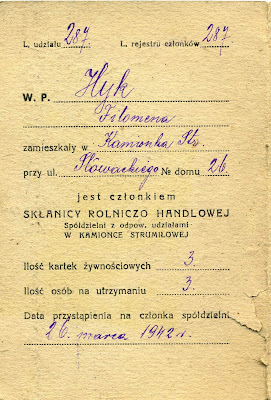 L. udziału 287 L. rejestru członków 287
W. P. Hyk
Filomena
zamieszkały w Kamionka Str.
przy ul. Słowackiego № domu 26
jest członkiem
SKŁANICY ROLNICZO HANDLOWEJ
Spółdzielni z odpow. udziałami
W KAMIONCE STRUMIŁOWEJ
Ilość kartek żywnościowych 3
Ilość osób na utrzymaniu 3.
Data przystąpienia na członka spółdzielni
26 marca 1942 r.